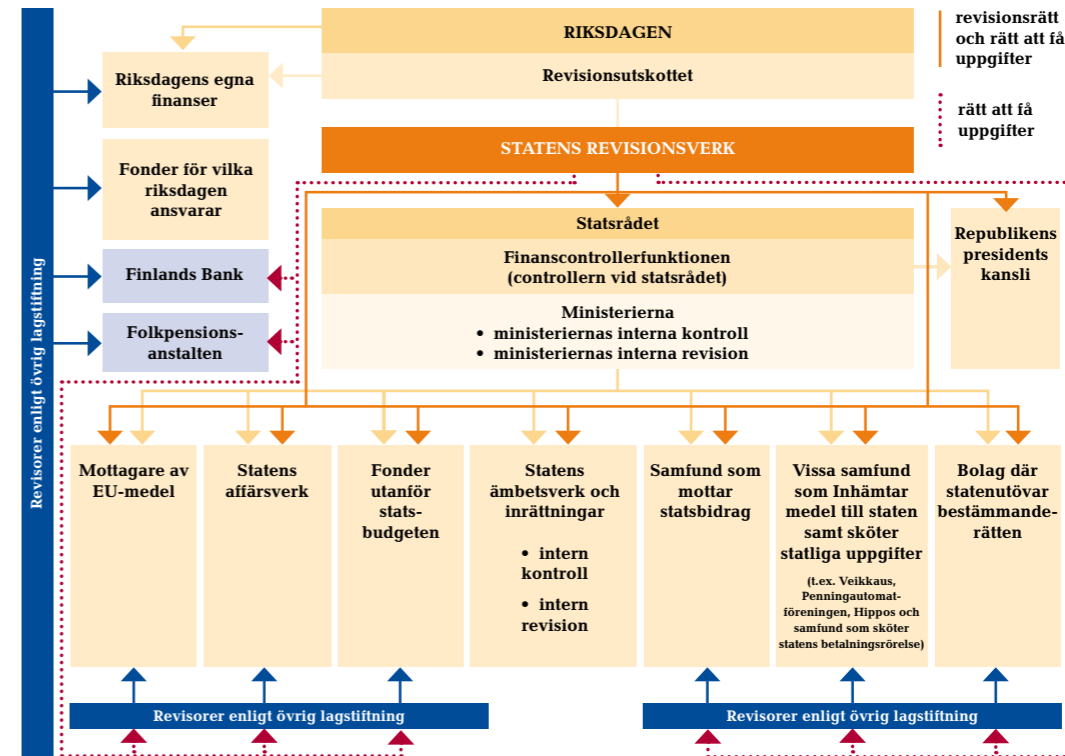 RIKSDAGEN
Revisionsutskottet
revisionsrätt
och rätt att få
uppgifter
rätt att få
uppgifter
Riksdagens egna
finanser
STATENS REVISIONSVERK
Fonder för vilka
riksdagen
ansvarar
Finlands Bank
Folkpensions-
anstalten
Revisorer enligt övrig lagstiftning
Statsrådet
Finanscontrollerfunktionen
(controllern vid statsrådet)
Ministerierna
• ministeriernas interna kontroll
• ministeriernas interna revision
Republikens
presidents
kansli
Mottagare av
EU-medel
Statens
affärsverk
Fonder
utanför
stats-
budgeten
Statens
ämbetsverk och
inrättningar
• intern
kontroll
• intern
revision
Samfund som
mottar
statsbidrag
Vissa samfund
som Inhämtar
medel till staten
samt sköter
statliga uppgifter
(t.ex. Veikkaus,
Penningautomat-
föreningen, Hippos och
samfund som sköter
statens betalningsrörelse)
Bolag där
statenutövar
bestämmande-
rätten
Revisorer enligt övrig lagstiftning
Revisorer enligt övrig lagstiftning